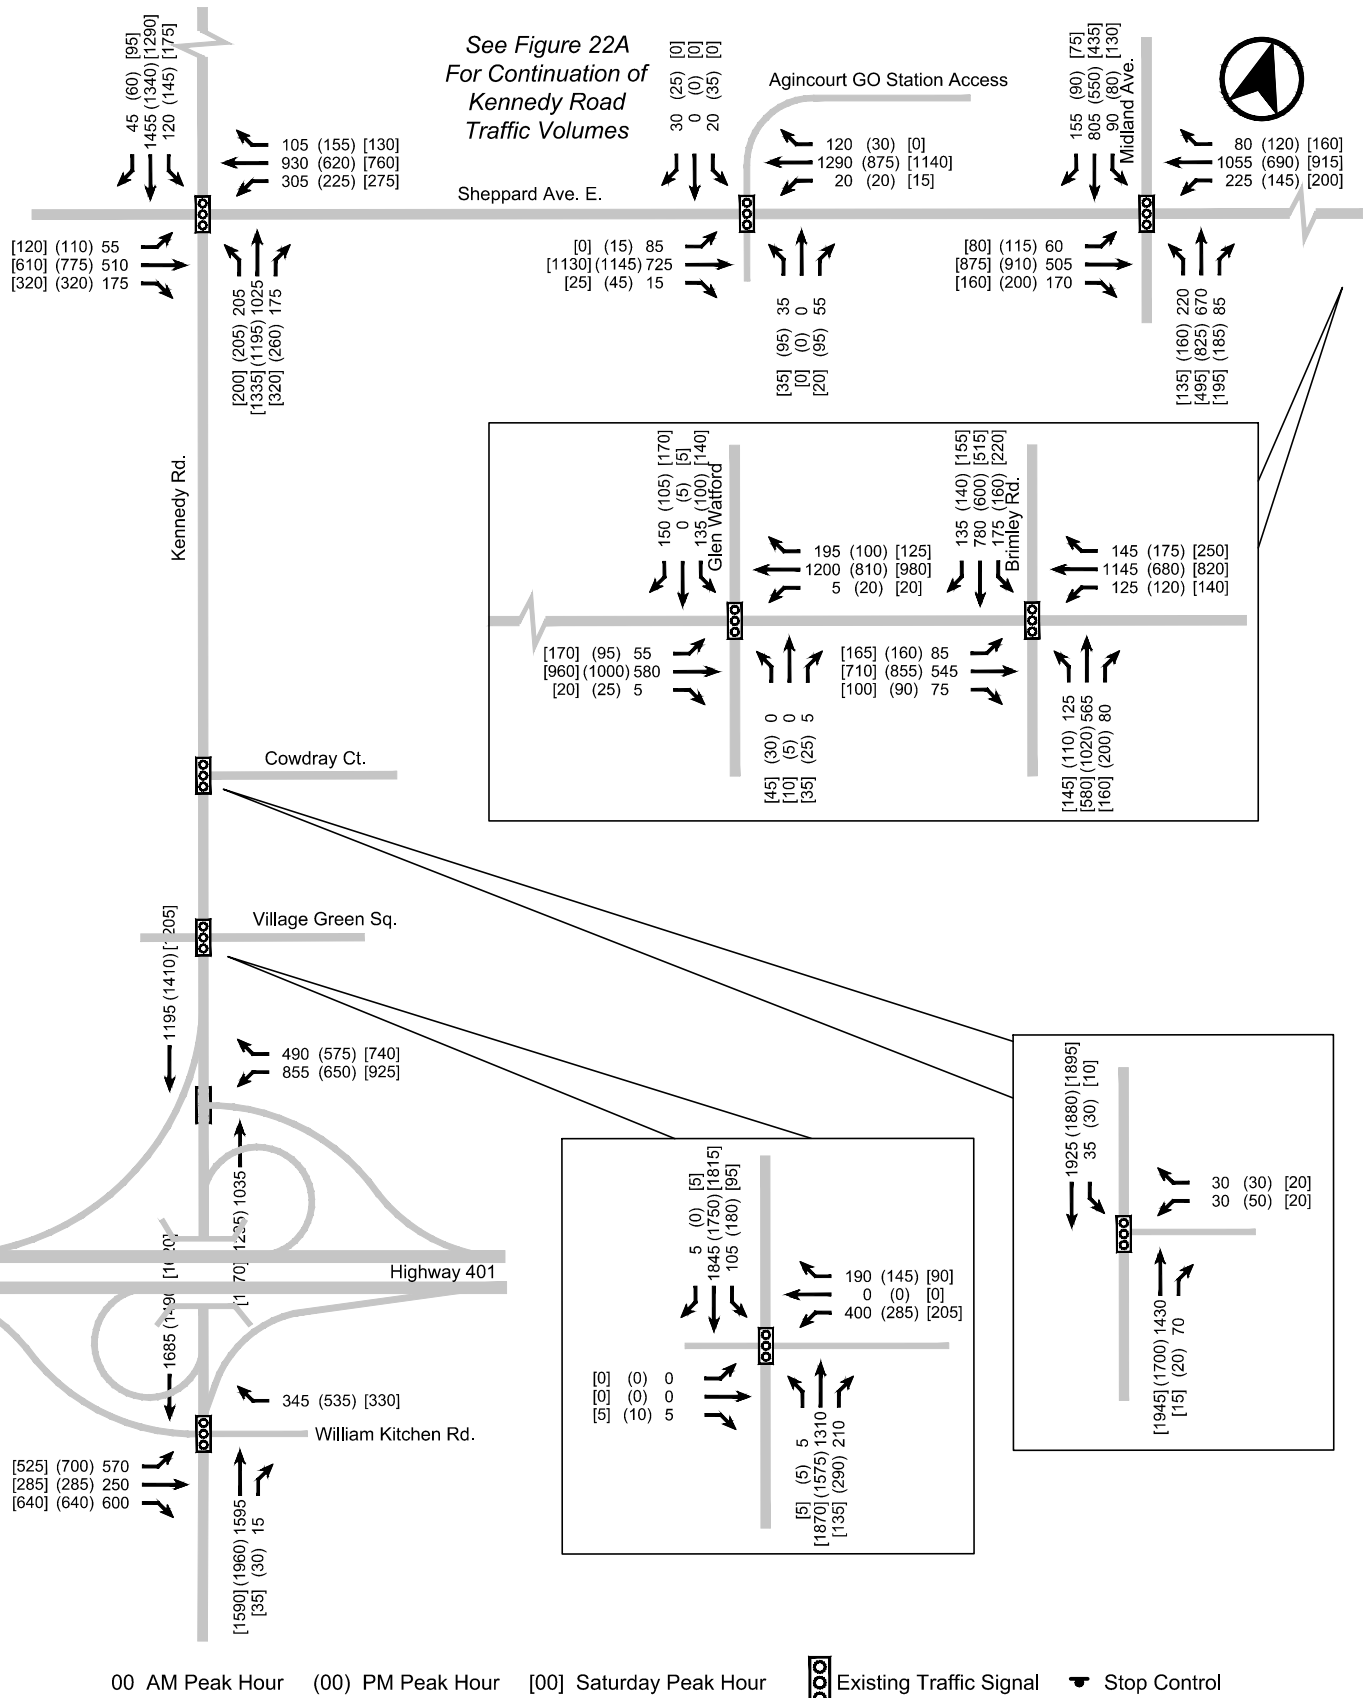 See Figure 22A
For Continuation of
Kennedy Road
Traffic Volumes
Agincourt GO Station Access
Sheppard Ave. E.
Midland Ave.
Kennedy Rd.
45 (60) [95]
1455 (1340) [1290]
120 (145) [175]
105 (155) [130]
930 (620) [760]
305 (225) [275]
[120] (110) 55
[610] (775) 510
[320] (320) 175
[200] (205) 205
[1335] (1195) 1025
[320] (260) 175
30 (25) [0]
0 (0) [0]
20 (35) [0]
120 (30) [0]
1290 (875) [1140]
20 (20) [15]
[0] (15) 85
[1130] (1145) 725
[25] (45) 15
[35] (95) 35
[0] (0) 0
[20] (95) 55
155 (90) [75]
805 (550) [435]
90 (80) [130]
80 (120) [160]
1055 (690) [915]
225 (145) [200]
[80] (115) 60
[875] (910) 505
[160] (200) 170
[135] (160) 220
[495] (825) 670
[195] (185) 85
150 (105) [170]
0 (5) [5]
135 (100) [140]
Glen Watford
195 (100) [125]
1200 (810) [980]
5 (20) [20]
[170] (95) 55
[960] (1000) 580
[20] (25) 5
[45] (30) 0
[10] (5) 0
[35] (25) 5
135 (140) [155]
780 (600) [515]
175 (160) [220]
Brimley Rd.
145 (175) [250]
1145 (680) [820]
125 (120) [140]
[165] (160) 85
[710] (855) 545
[100] (90) 75
[145] (110) 125
[580] (1020) 565
[160] (200) 80
Cowdray Ct.
Village Green Sq.
1195 (1410)
490 (575) [740]
855 (650) [925]
1035
Highway 401
1685
345 (535) [330]
William Kitchen Rd.
[525] (700) 570
[285] (285) 250
[640] (640) 600
[1590] (1960) 1595
[35] (30) 15
5 (0) [5]
1845 (1750) [1815]
105 (180) [95]
190 (145) [90]
0 (0) [0]
400 (285) [205]
[0] (0) 0
[0] (0) 0
[5] (10) 5
[5] (5) 5
[1870] (1575) 1310
[135] (290) 210
1925 (1880) [1895]
35 (30) [10]
30 (30) [20]
30 (50) [20]
[1945] (1700) 1430
[15] (20) 70
00 AM Peak Hour (00) PM Peak Hour [00] Saturday Peak Hour Existing Traffic Signal Stop Control